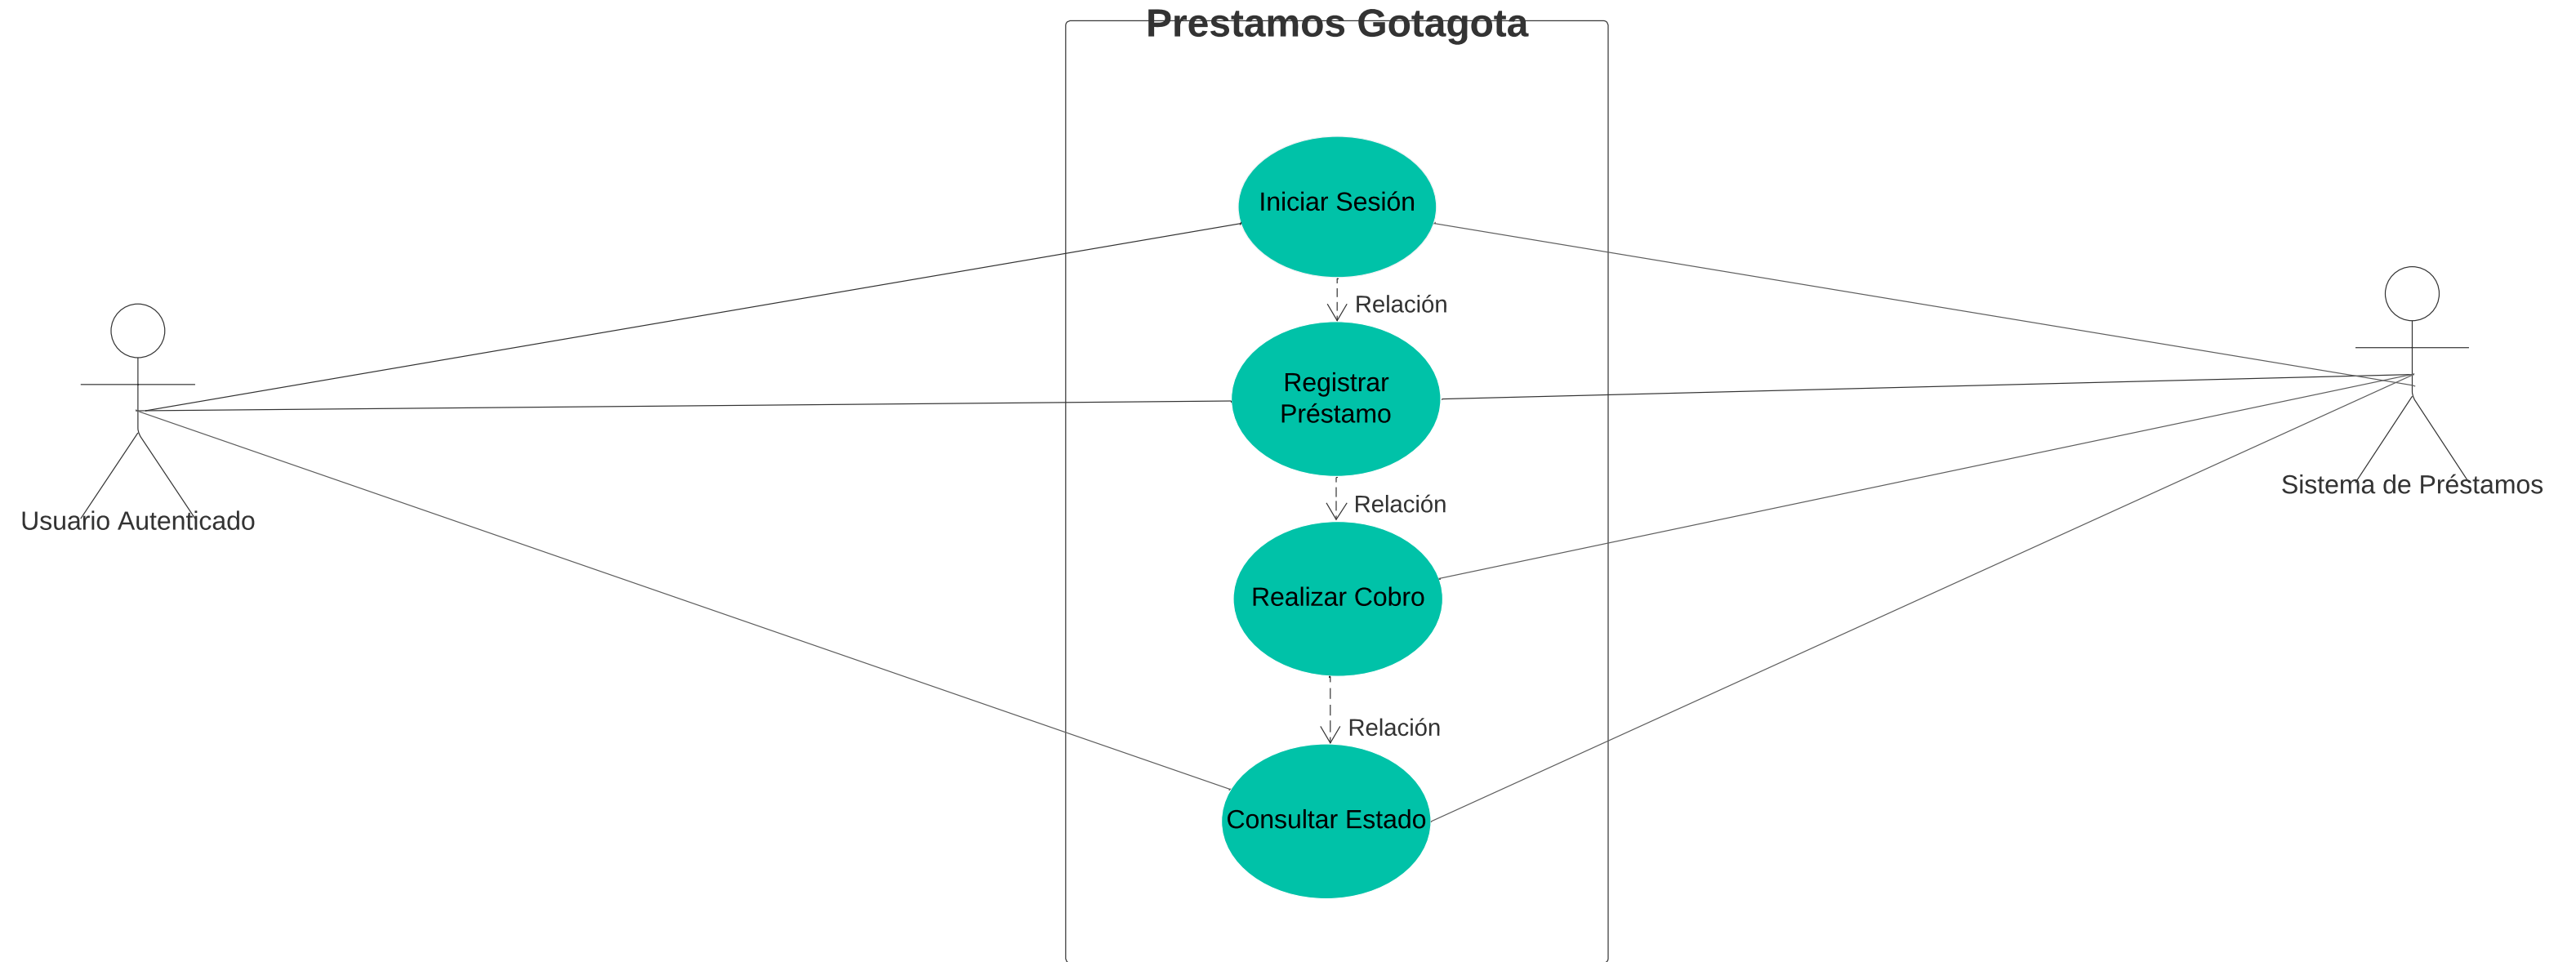 Prestamos Gotagota
Iniciar Sesión
Relación
Registrar
Préstamo
Relación
Realizar Cobro
Relación
Consultar Estado
Usuario Autenticado
Sistema de Préstamos